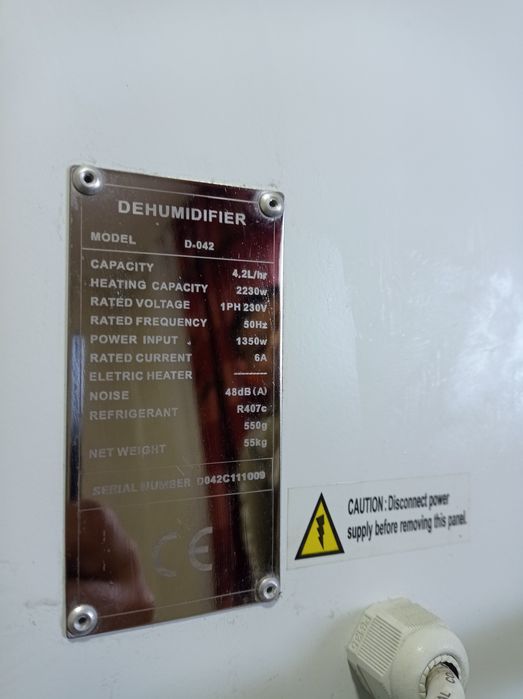 DEHUMIDIFIER
MODEL D-042
CAPACITY 4,2L/hr
HEATING CAPACITY 2230w
RATED VOLTAGE 1PH 230V
RATED FREQUENCY 50Hz
POWER INPUT 1350w
RATED CURRENT 6A
ELETRIC HEATER ---------
NOISE 48dB(A)
REFRIGERANT R407c
550g
NET WEIGHT 55kg
SERIAL NUMBER D042C111009
CE
CAUTION : Disconnect power
supply before removing this panel.